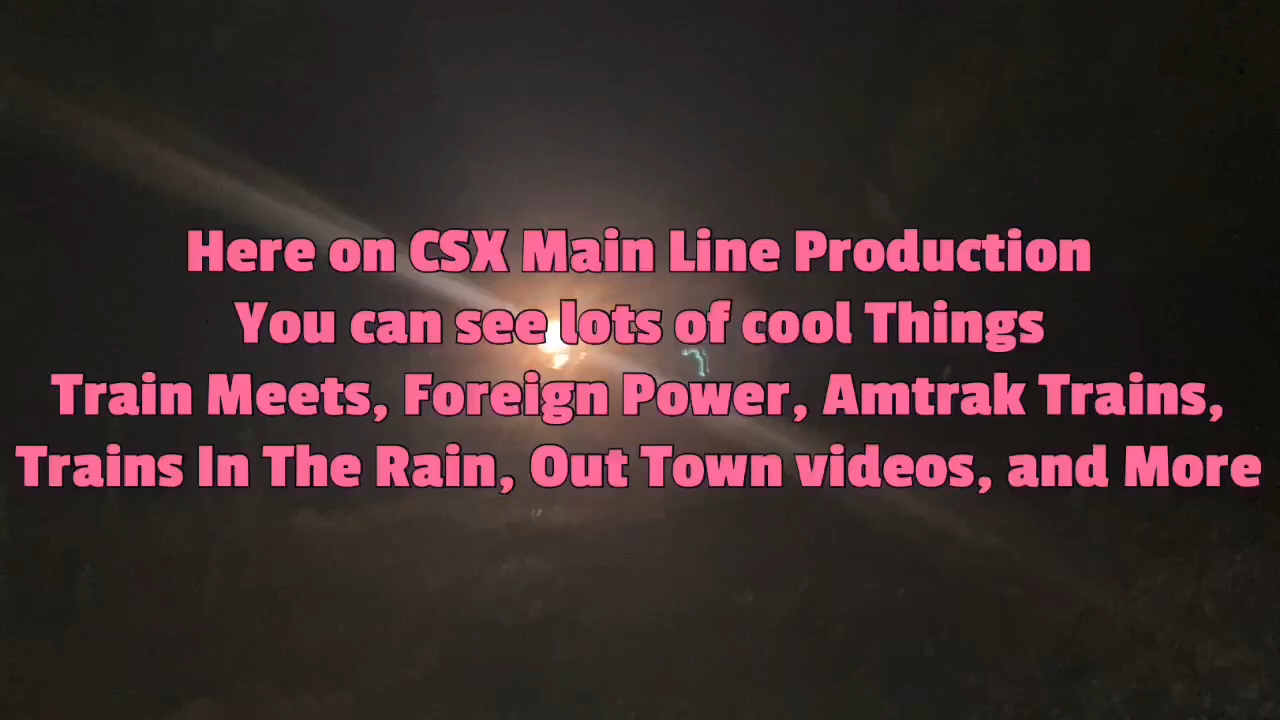 Here on CSX Main Line Production
You can see lots of cool Things
Train Meets, Foreign Power, Amtrak Trains,
Trains In The Rain, Out Town videos, and More